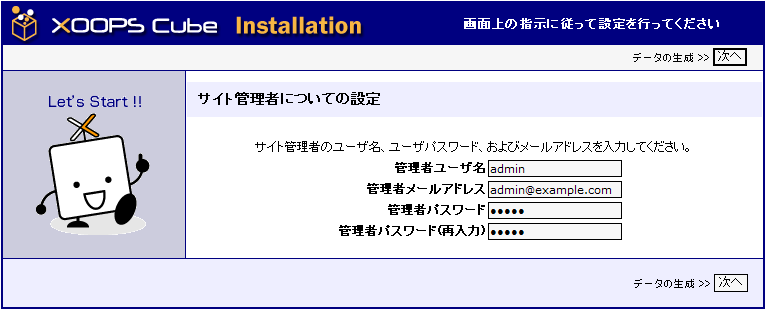 XOOPS Cube Installation 画面上の指示に従って設定を行ってください
データの生成 >> 次へ
Let's Start !!
サイト管理者についての設定
サイト管理者のユーザ名、ユーザパスワード、およびメールアドレスを入力してください。
管理者ユーザ名 admin
管理者メールアドレス admin@example.com
管理者パスワード •••••
管理者パスワード(再入力) •••••
データの生成 >> 次へ